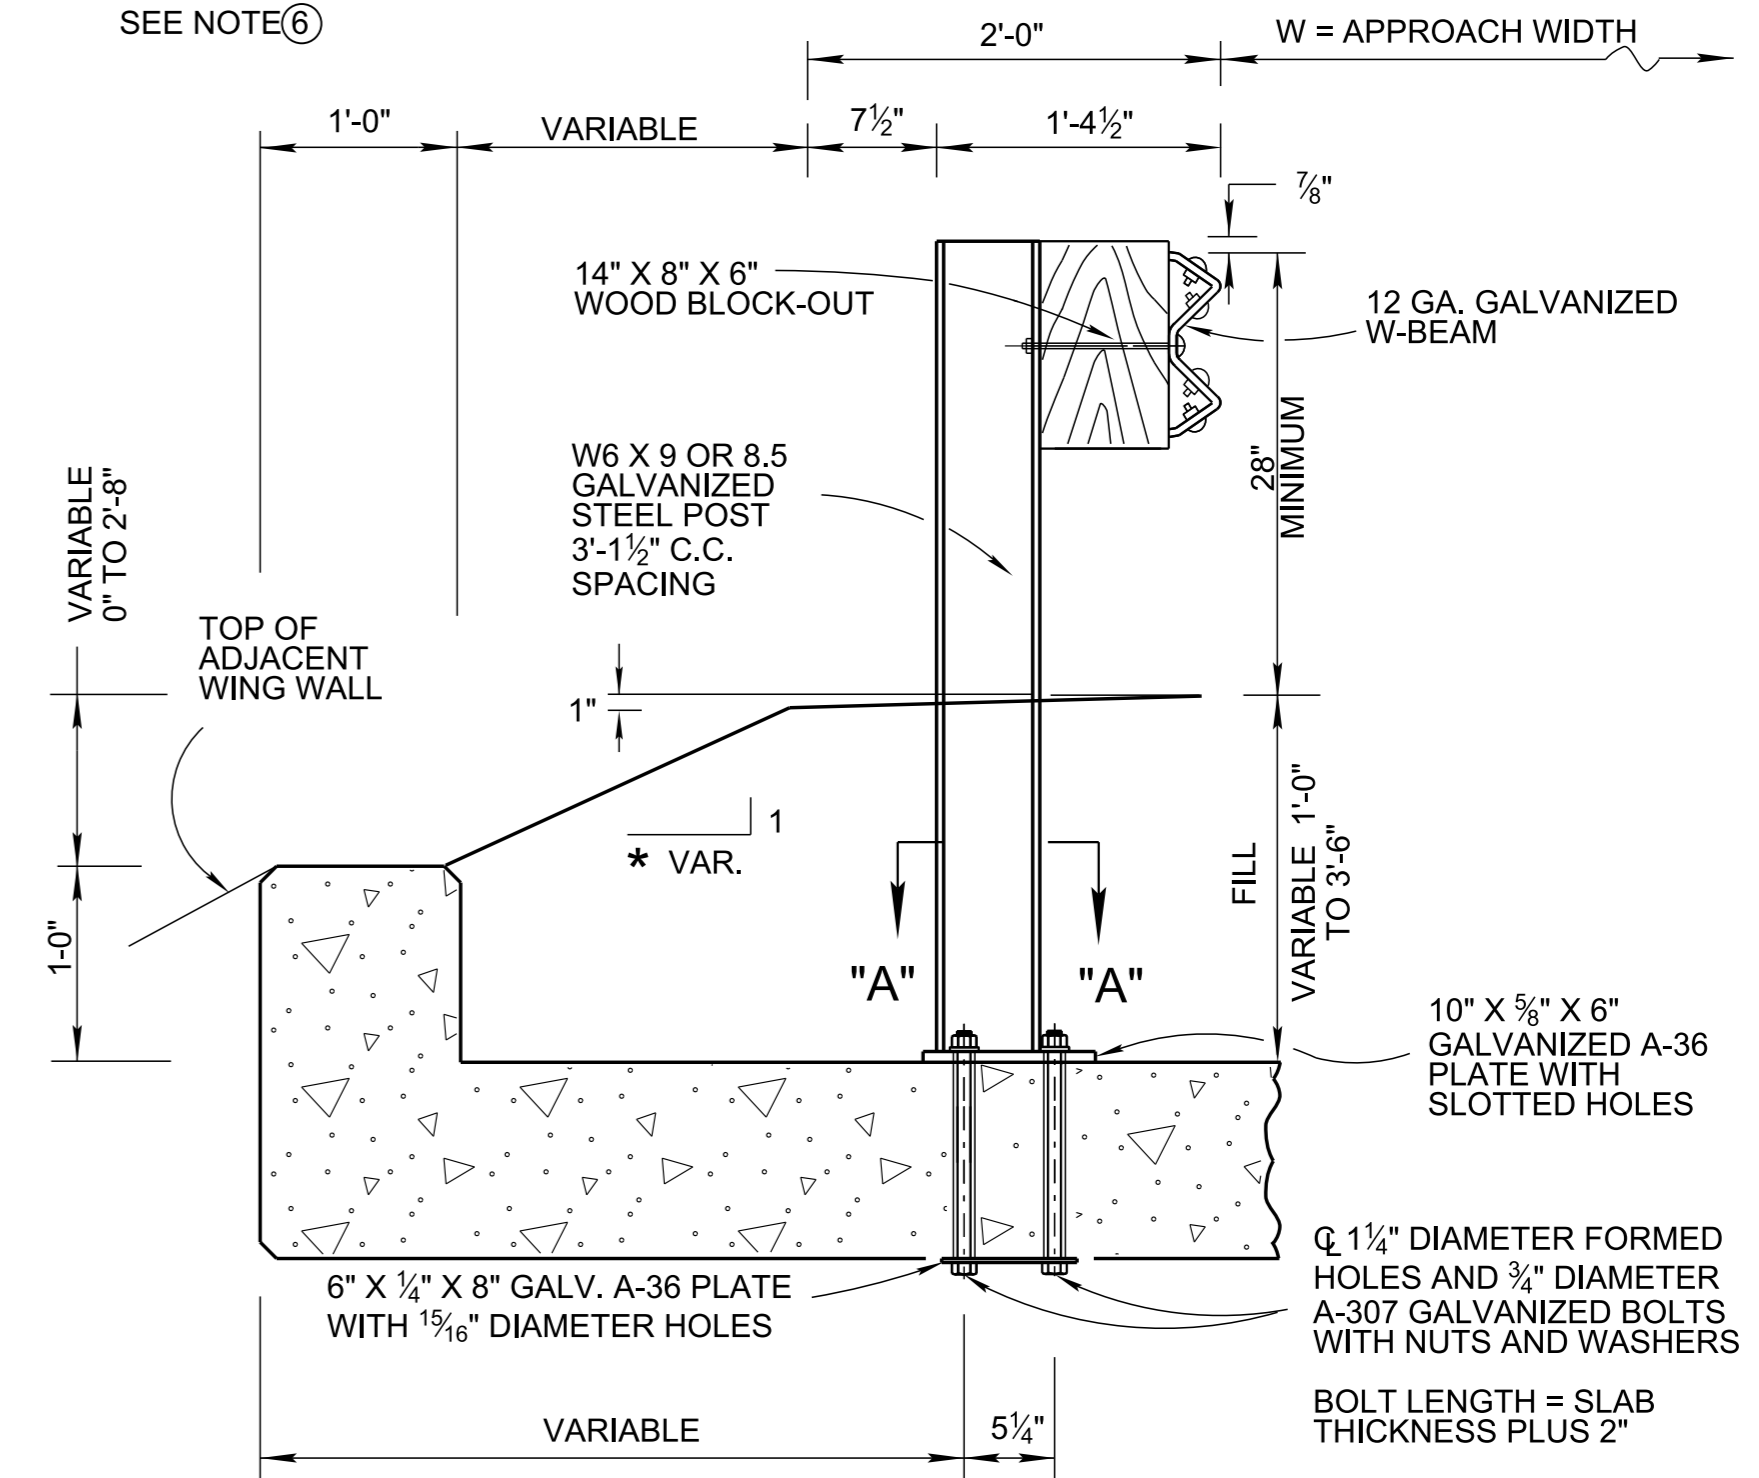 SEE NOTE 6
2'-0"
W = APPROACH WIDTH
1'-0"
VARIABLE
7½"
1'-4½"
⅞"
14" X 8" X 6"
WOOD BLOCK-OUT
12 GA. GALVANIZED
W-BEAM
28"
MINIMUM
W6 X 9 OR 8.5
GALVANIZED
STEEL POST
3'-1½" C.C.
SPACING
VARIABLE
0" TO 2'-8"
TOP OF
ADJACENT
WING WALL
1"
1
* VAR.
FILL
VARIABLE 1'-0"
TO 3'-6"
1-0"
"A"
"A"
10" X ⅝" X 6"
GALVANIZED A-36
PLATE WITH
SLOTTED HOLES
6" X ¼" X 8" GALV. A-36 PLATE
WITH 15/16" DIAMETER HOLES
℄ 1¼" DIAMETER FORMED
HOLES AND ¾" DIAMETER
A-307 GALVANIZED BOLTS
WITH NUTS AND WASHERS
BOLT LENGTH = SLAB
THICKNESS PLUS 2"
VARIABLE
5¼"